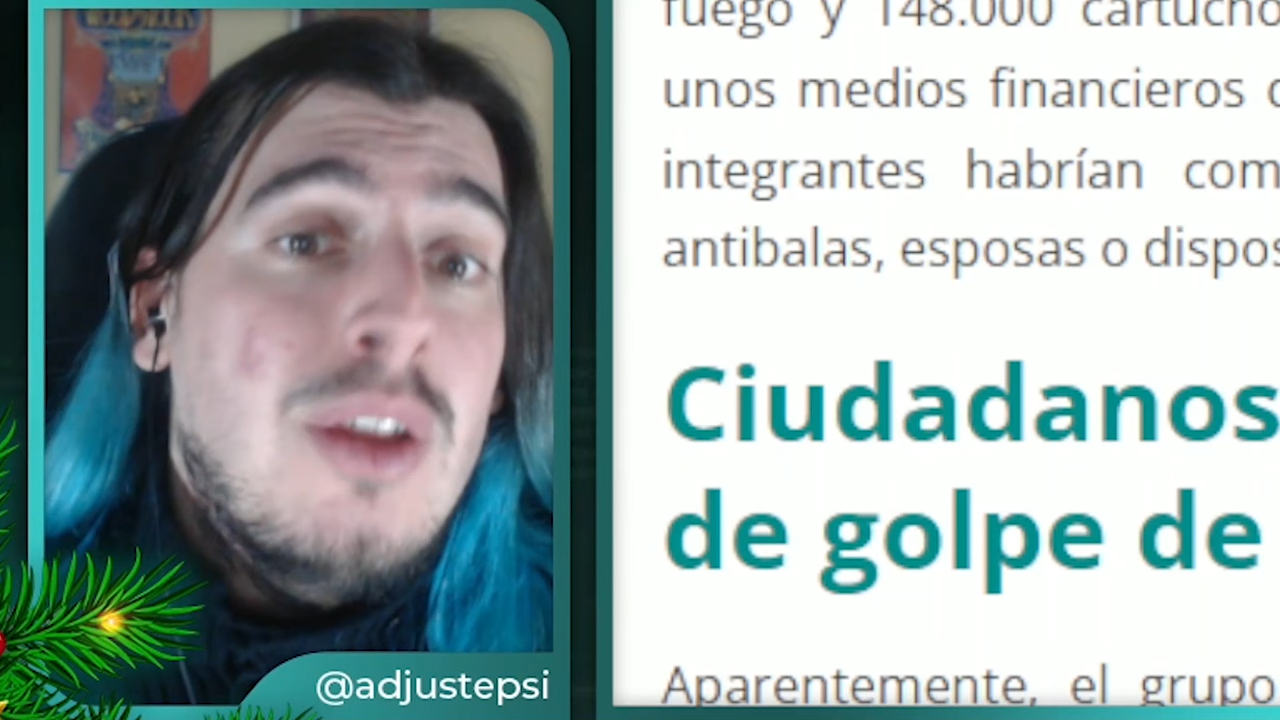 fuego y 148.000 cartucho
unos medios financieros
integrantes habrían com
antibalas, esposas o dispos
Ciudadanos
de golpe de
Aparentemente, el grupo
@adjustepsi